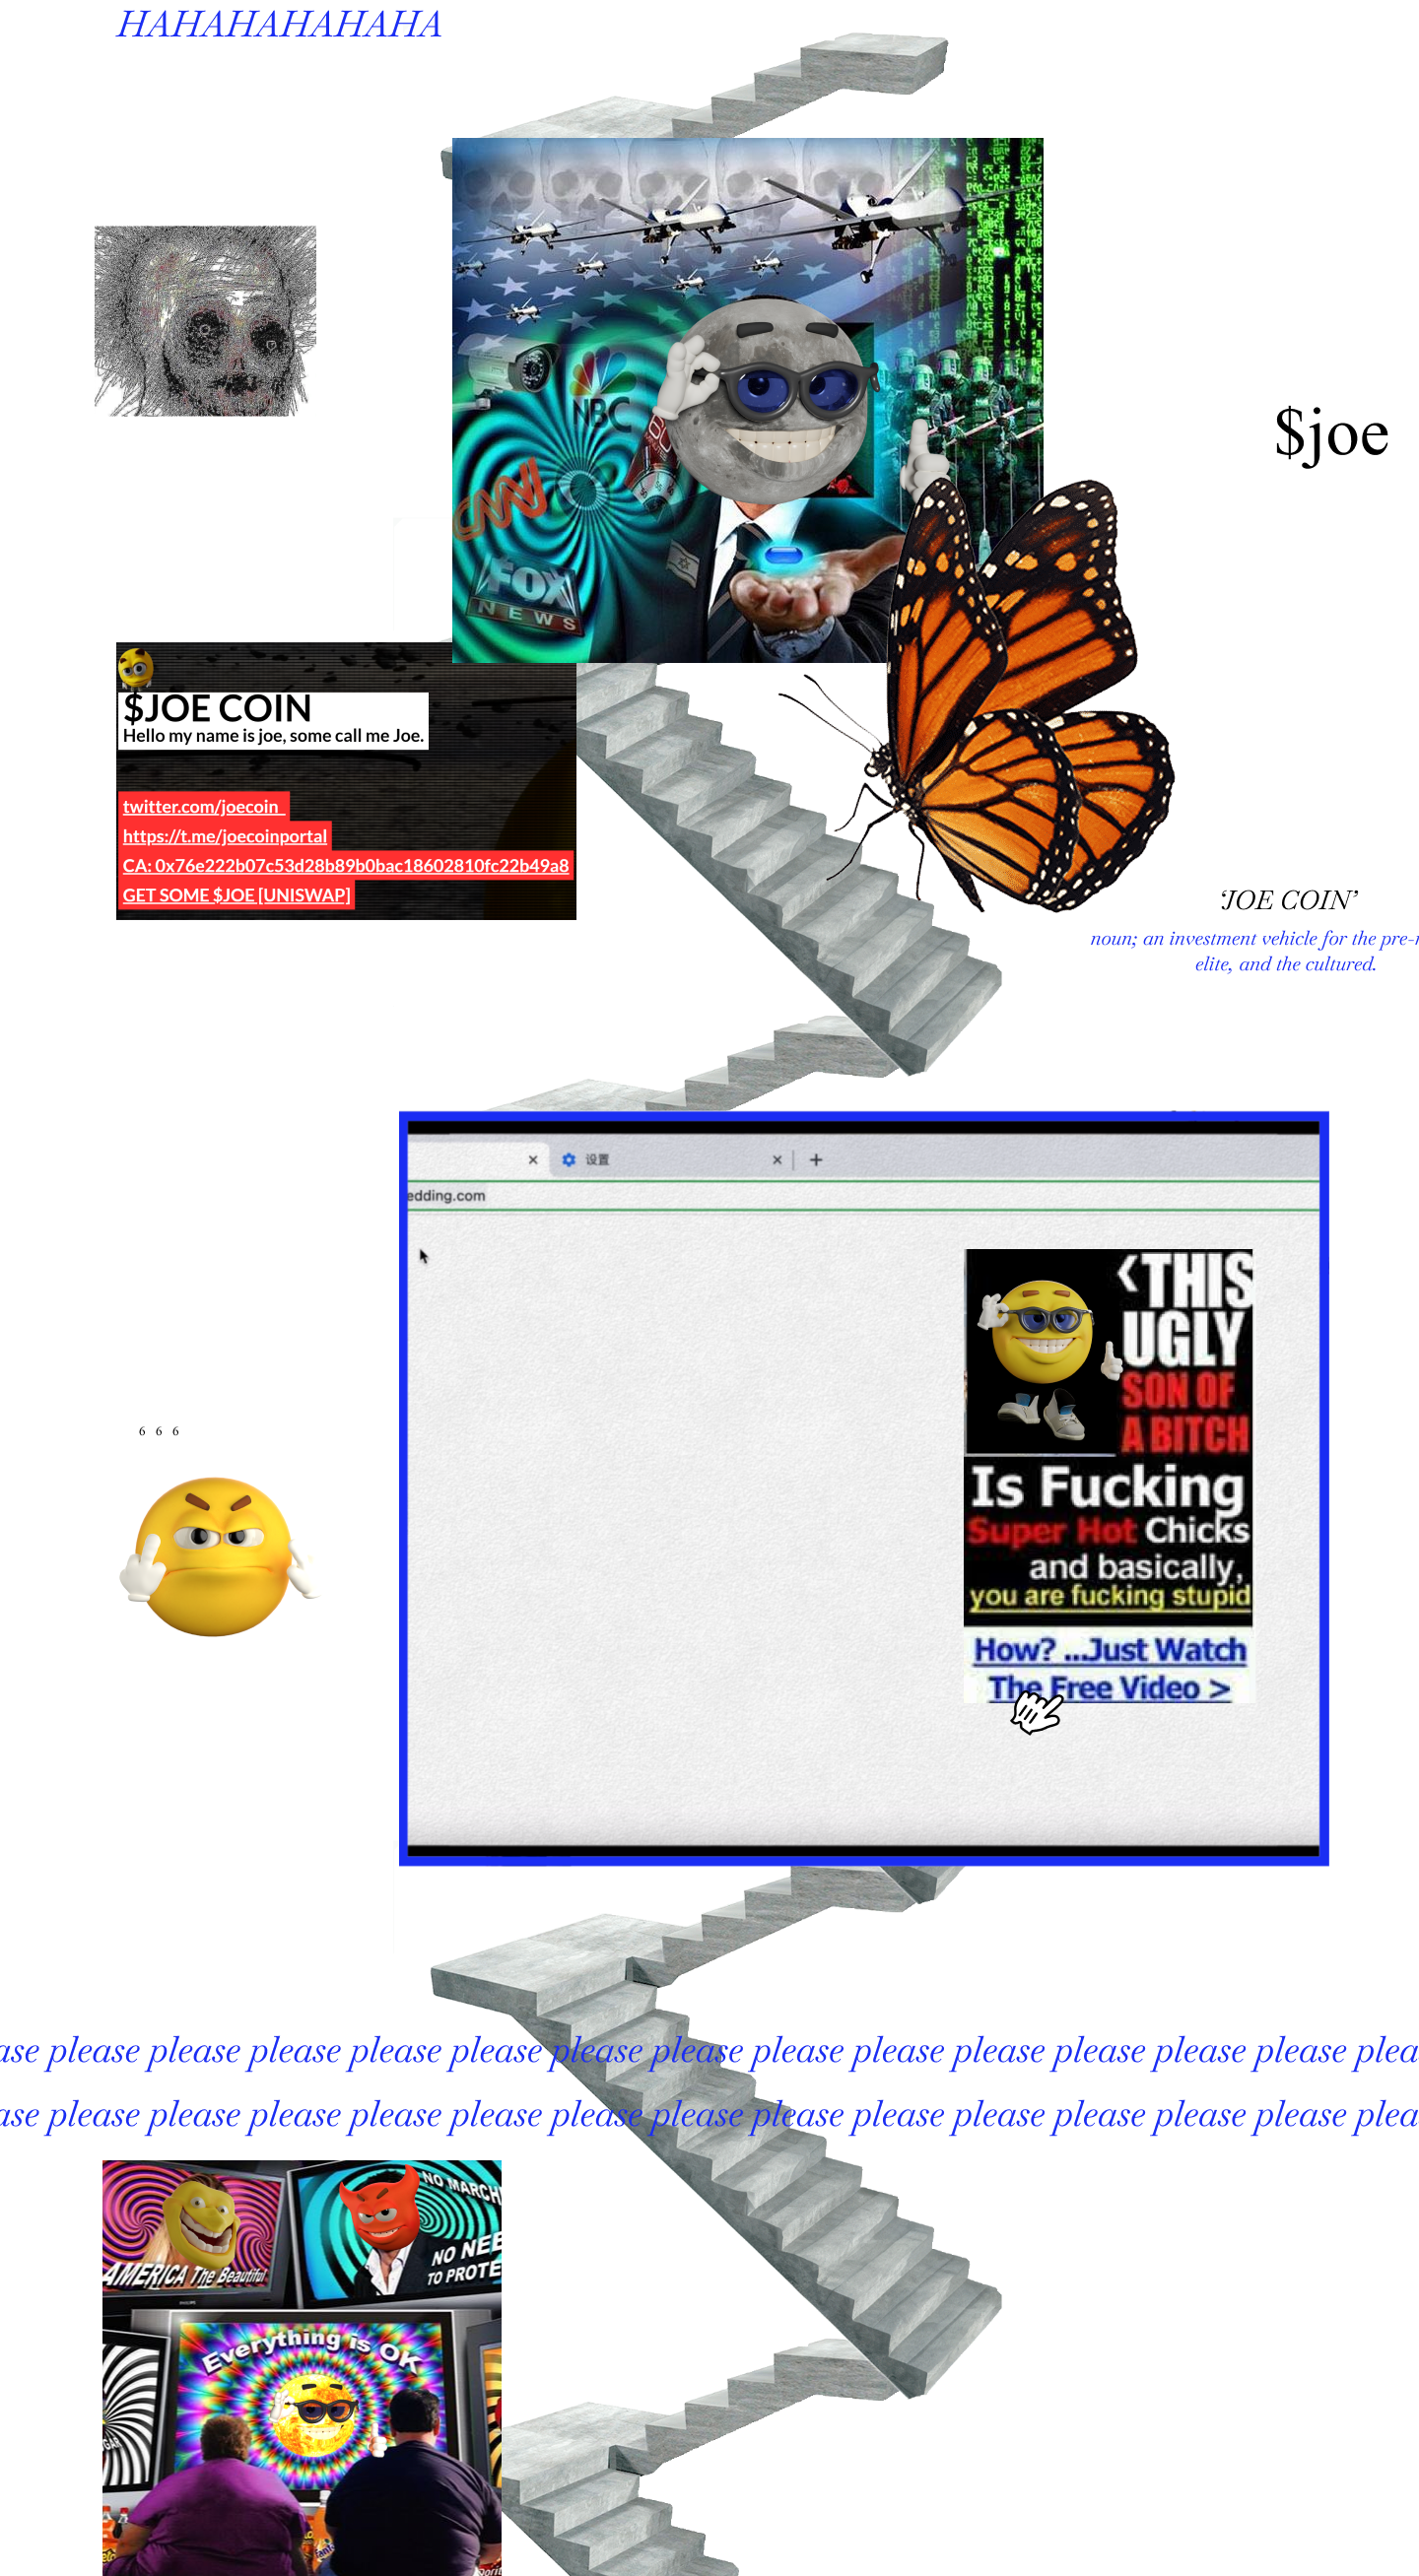 HAHAHAHAHAHA
NBC
60
CNN
FOX
NEWS
$joe
$JOE COIN
Hello my name is joe, some call me Joe.
twitter.com/joecoin
https://t.me/joecoinportal
CA: 0x76e222b07c53d28b89b0bac18602810fc22b49a8
GET SOME $JOE [UNISWAP]
‘JOE COIN’
noun; an investment vehicle for the pre-r
elite, and the cultured.
设置
edding.com
<THIS
UGLY
SON OF
A BITCH
Is Fucking
Super Hot Chicks
and basically,
you are fucking stupid
How? ...Just Watch
The Free Video >
6 6 6
ase please please please please please please please please please please please please please plea
ase please please please please please please please please please please please please please plea
NO MARCH
NO NEE
TO PROTE
AMERICA The Beautiful
PHILIPS
Everything is OK
Fanta